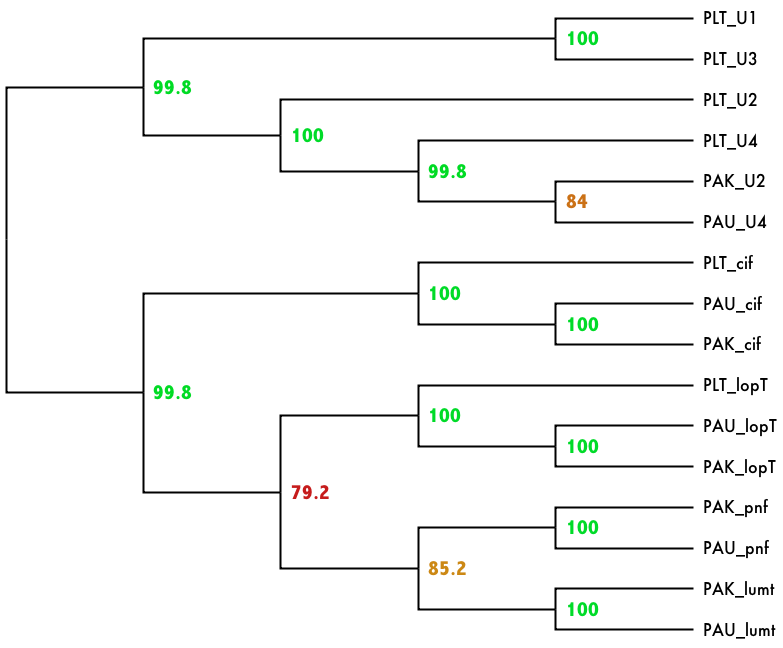 PLT_U1
100
PLT_U3
99.8
PLT_U2
100
PLT_U4
99.8
PAK_U2
84
PAU_U4
PLT_cif
100
PAU_cif
100
PAK_cif
PLT_lopT
99.8
100
PAU_lopT
100
PAK_lopT
79.2
PAK_pnf
100
PAU_pnf
85.2
PAK_lumt
100
PAU_lumt